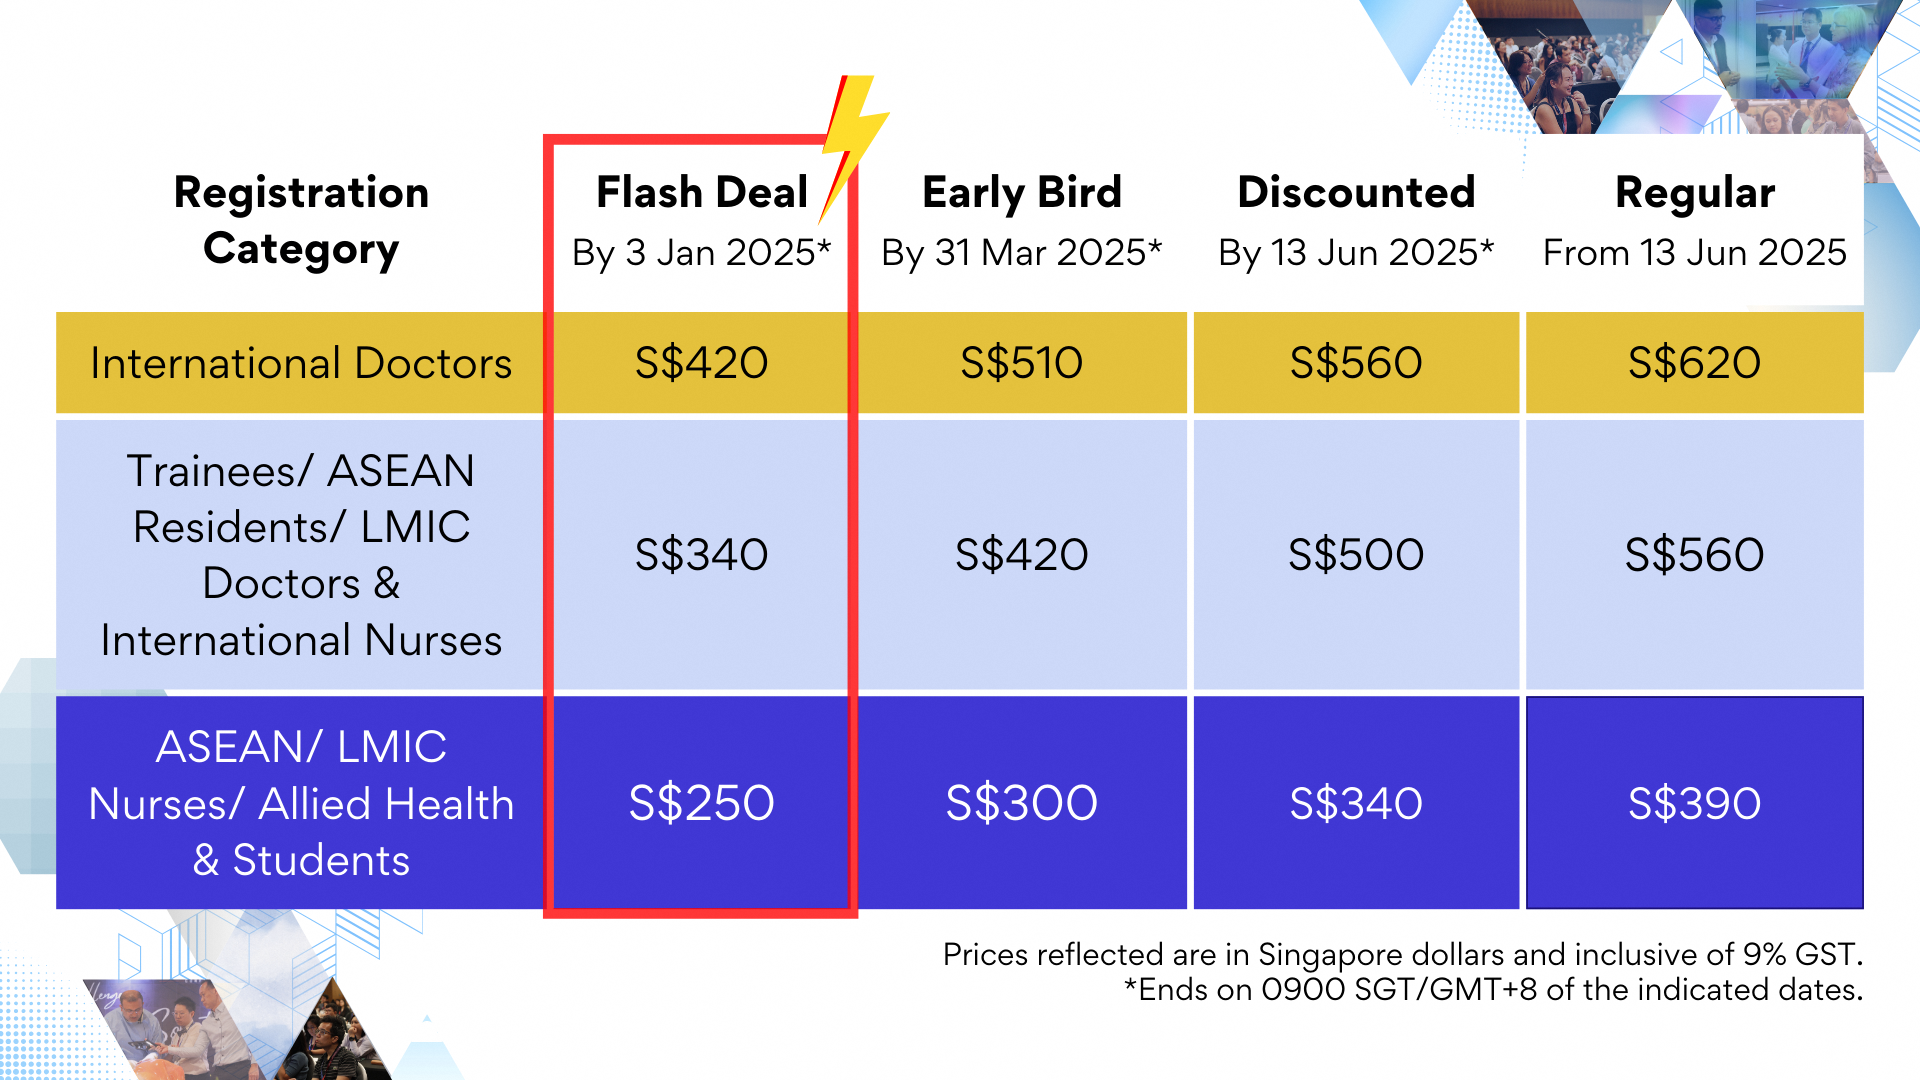 Registration
Category
Flash Deal
By 3 Jan 2025*
Early Bird
By 31 Mar 2025*
Discounted
By 13 Jun 2025*
Regular
From 13 Jun 2025
International Doctors
S$420
S$510
S$560
S$620
Trainees/ ASEAN
Residents/ LMIC
Doctors &
International Nurses
S$340
S$420
S$500
S$560
ASEAN/ LMIC
Nurses/ Allied Health
& Students
S$250
S$300
S$340
S$390
Prices reflected are in Singapore dollars and inclusive of 9% GST.
*Ends on 0900 SGT/GMT+8 of the indicated dates.